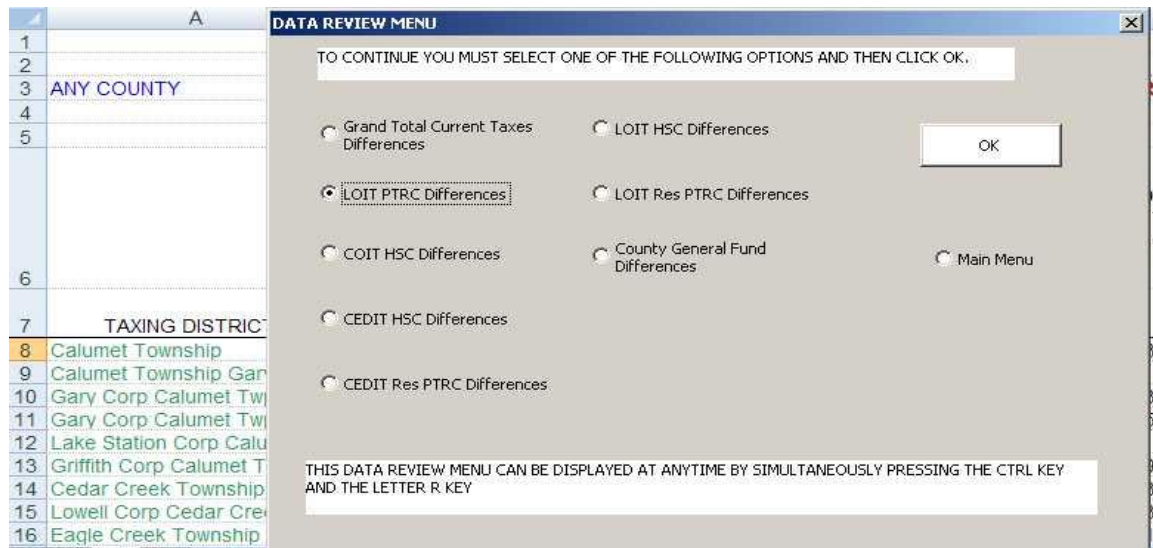 A
DATA REVIEW MENU
TO CONTINUE YOU MUST SELECT ONE OF THE FOLLOWING OPTIONS AND THEN CLICK OK.
Grand Total Current Taxes
Differences
LOIT HSC Differences
OK
LOIT PTRC Differences
LOIT Res PTRC Differences
COIT HSC Differences
County General Fund
Differences
Main Menu
CEDIT HSC Differences
CEDIT Res PTRC Differences
THIS DATA REVIEW MENU CAN BE DISPLAYED AT ANYTIME BY SIMULTANEOUSLY PRESSING THE CTRL KEY
AND THE LETTER R KEY
1
2
3 ANY COUNTY
4
5
6
7 TAXING DISTRICT
8 Calumet Township
9 Calumet Township Gar
10 Gary Corp Calumet Tw
11 Gary Corp Calumet Tw
12 Lake Station Corp Calu
13 Griffith Corp Calumet T
14 Cedar Creek Township
15 Lowell Corp Cedar Cre
16 Eagle Creek Township